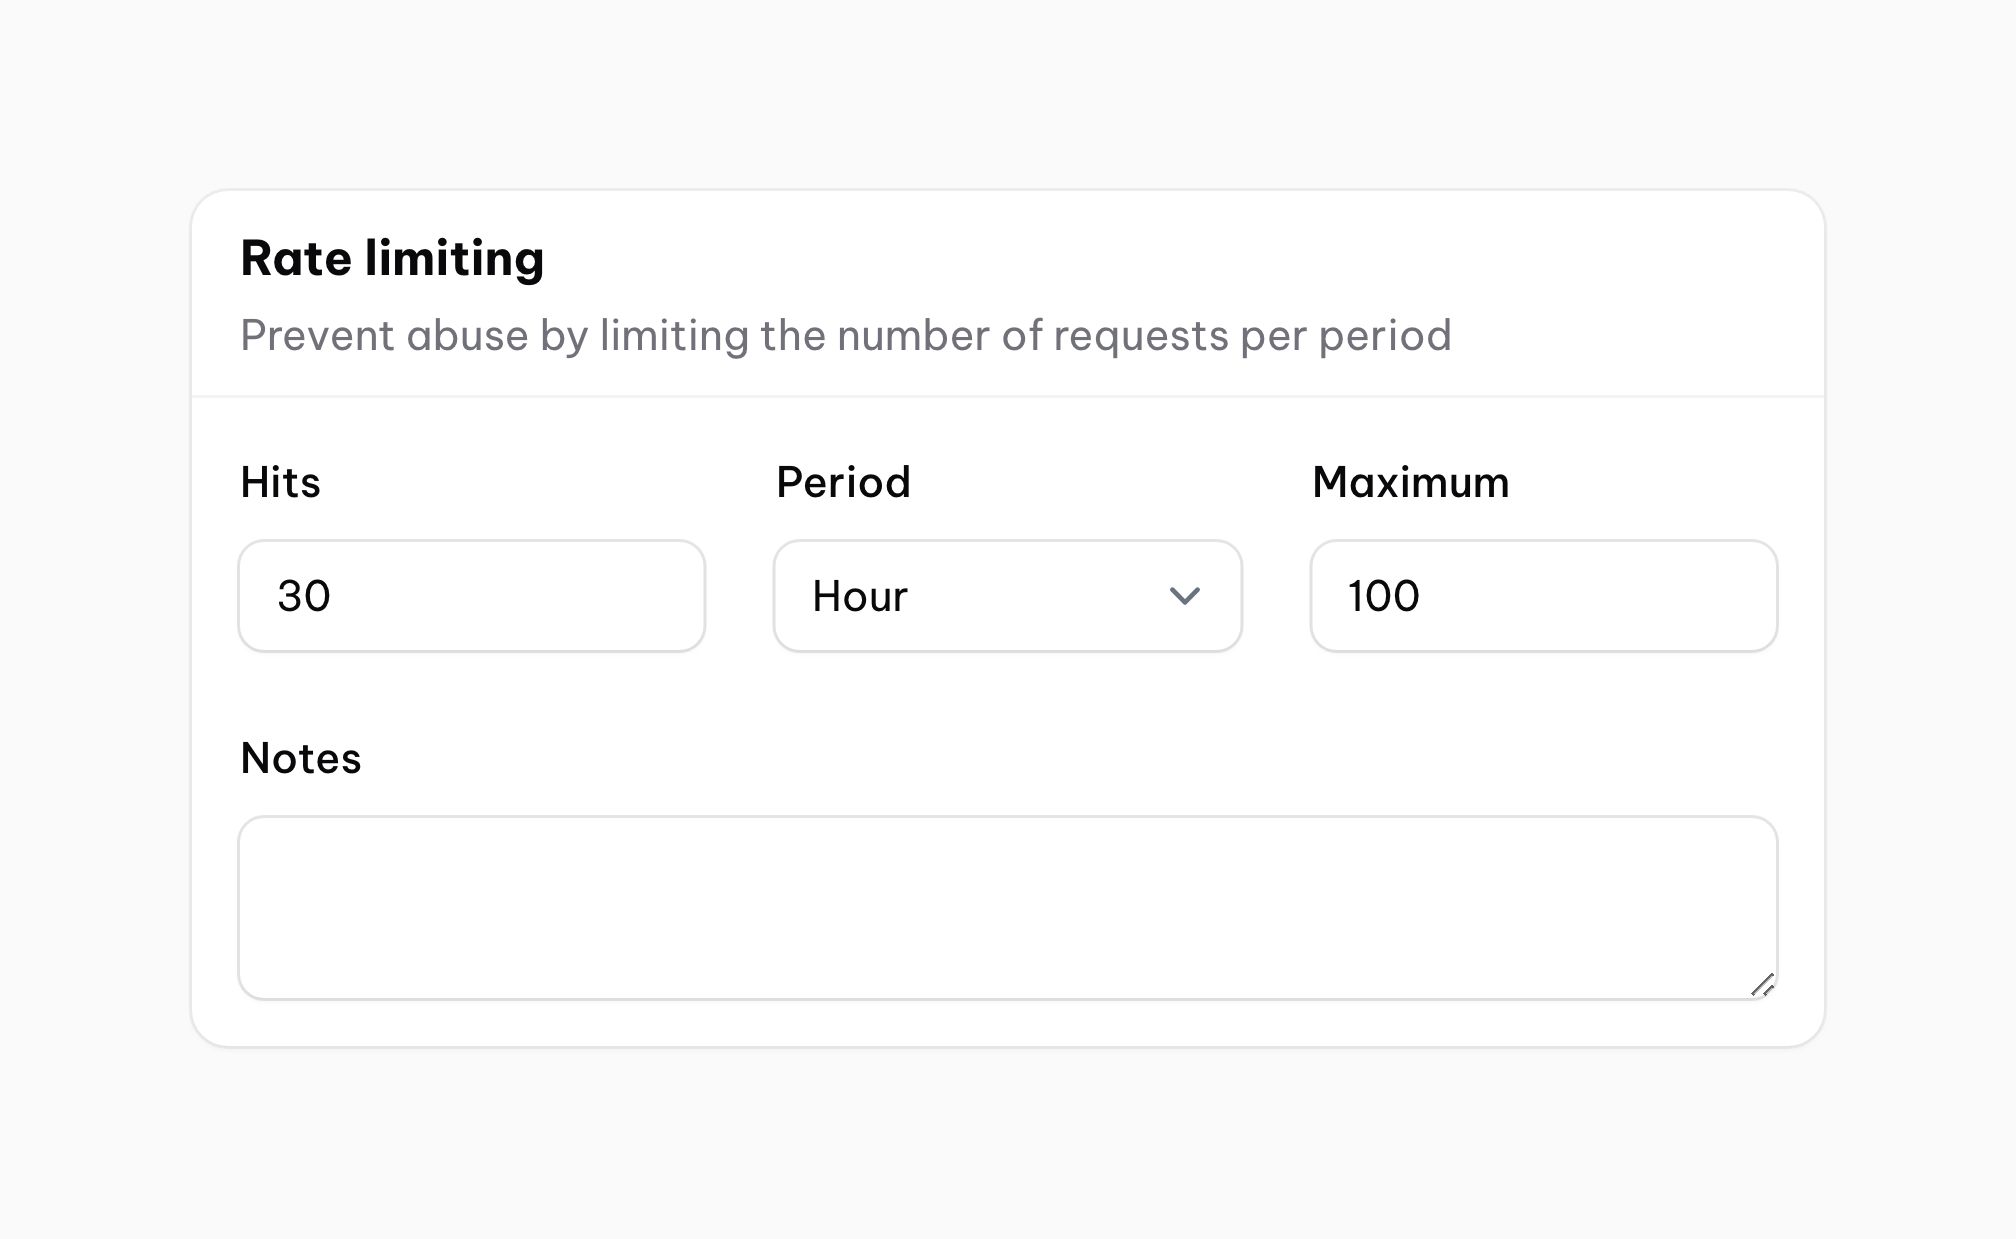 Rate limiting
Prevent abuse by limiting the number of requests per period
Hits
Period
Maximum
30
Hour
100
Notes